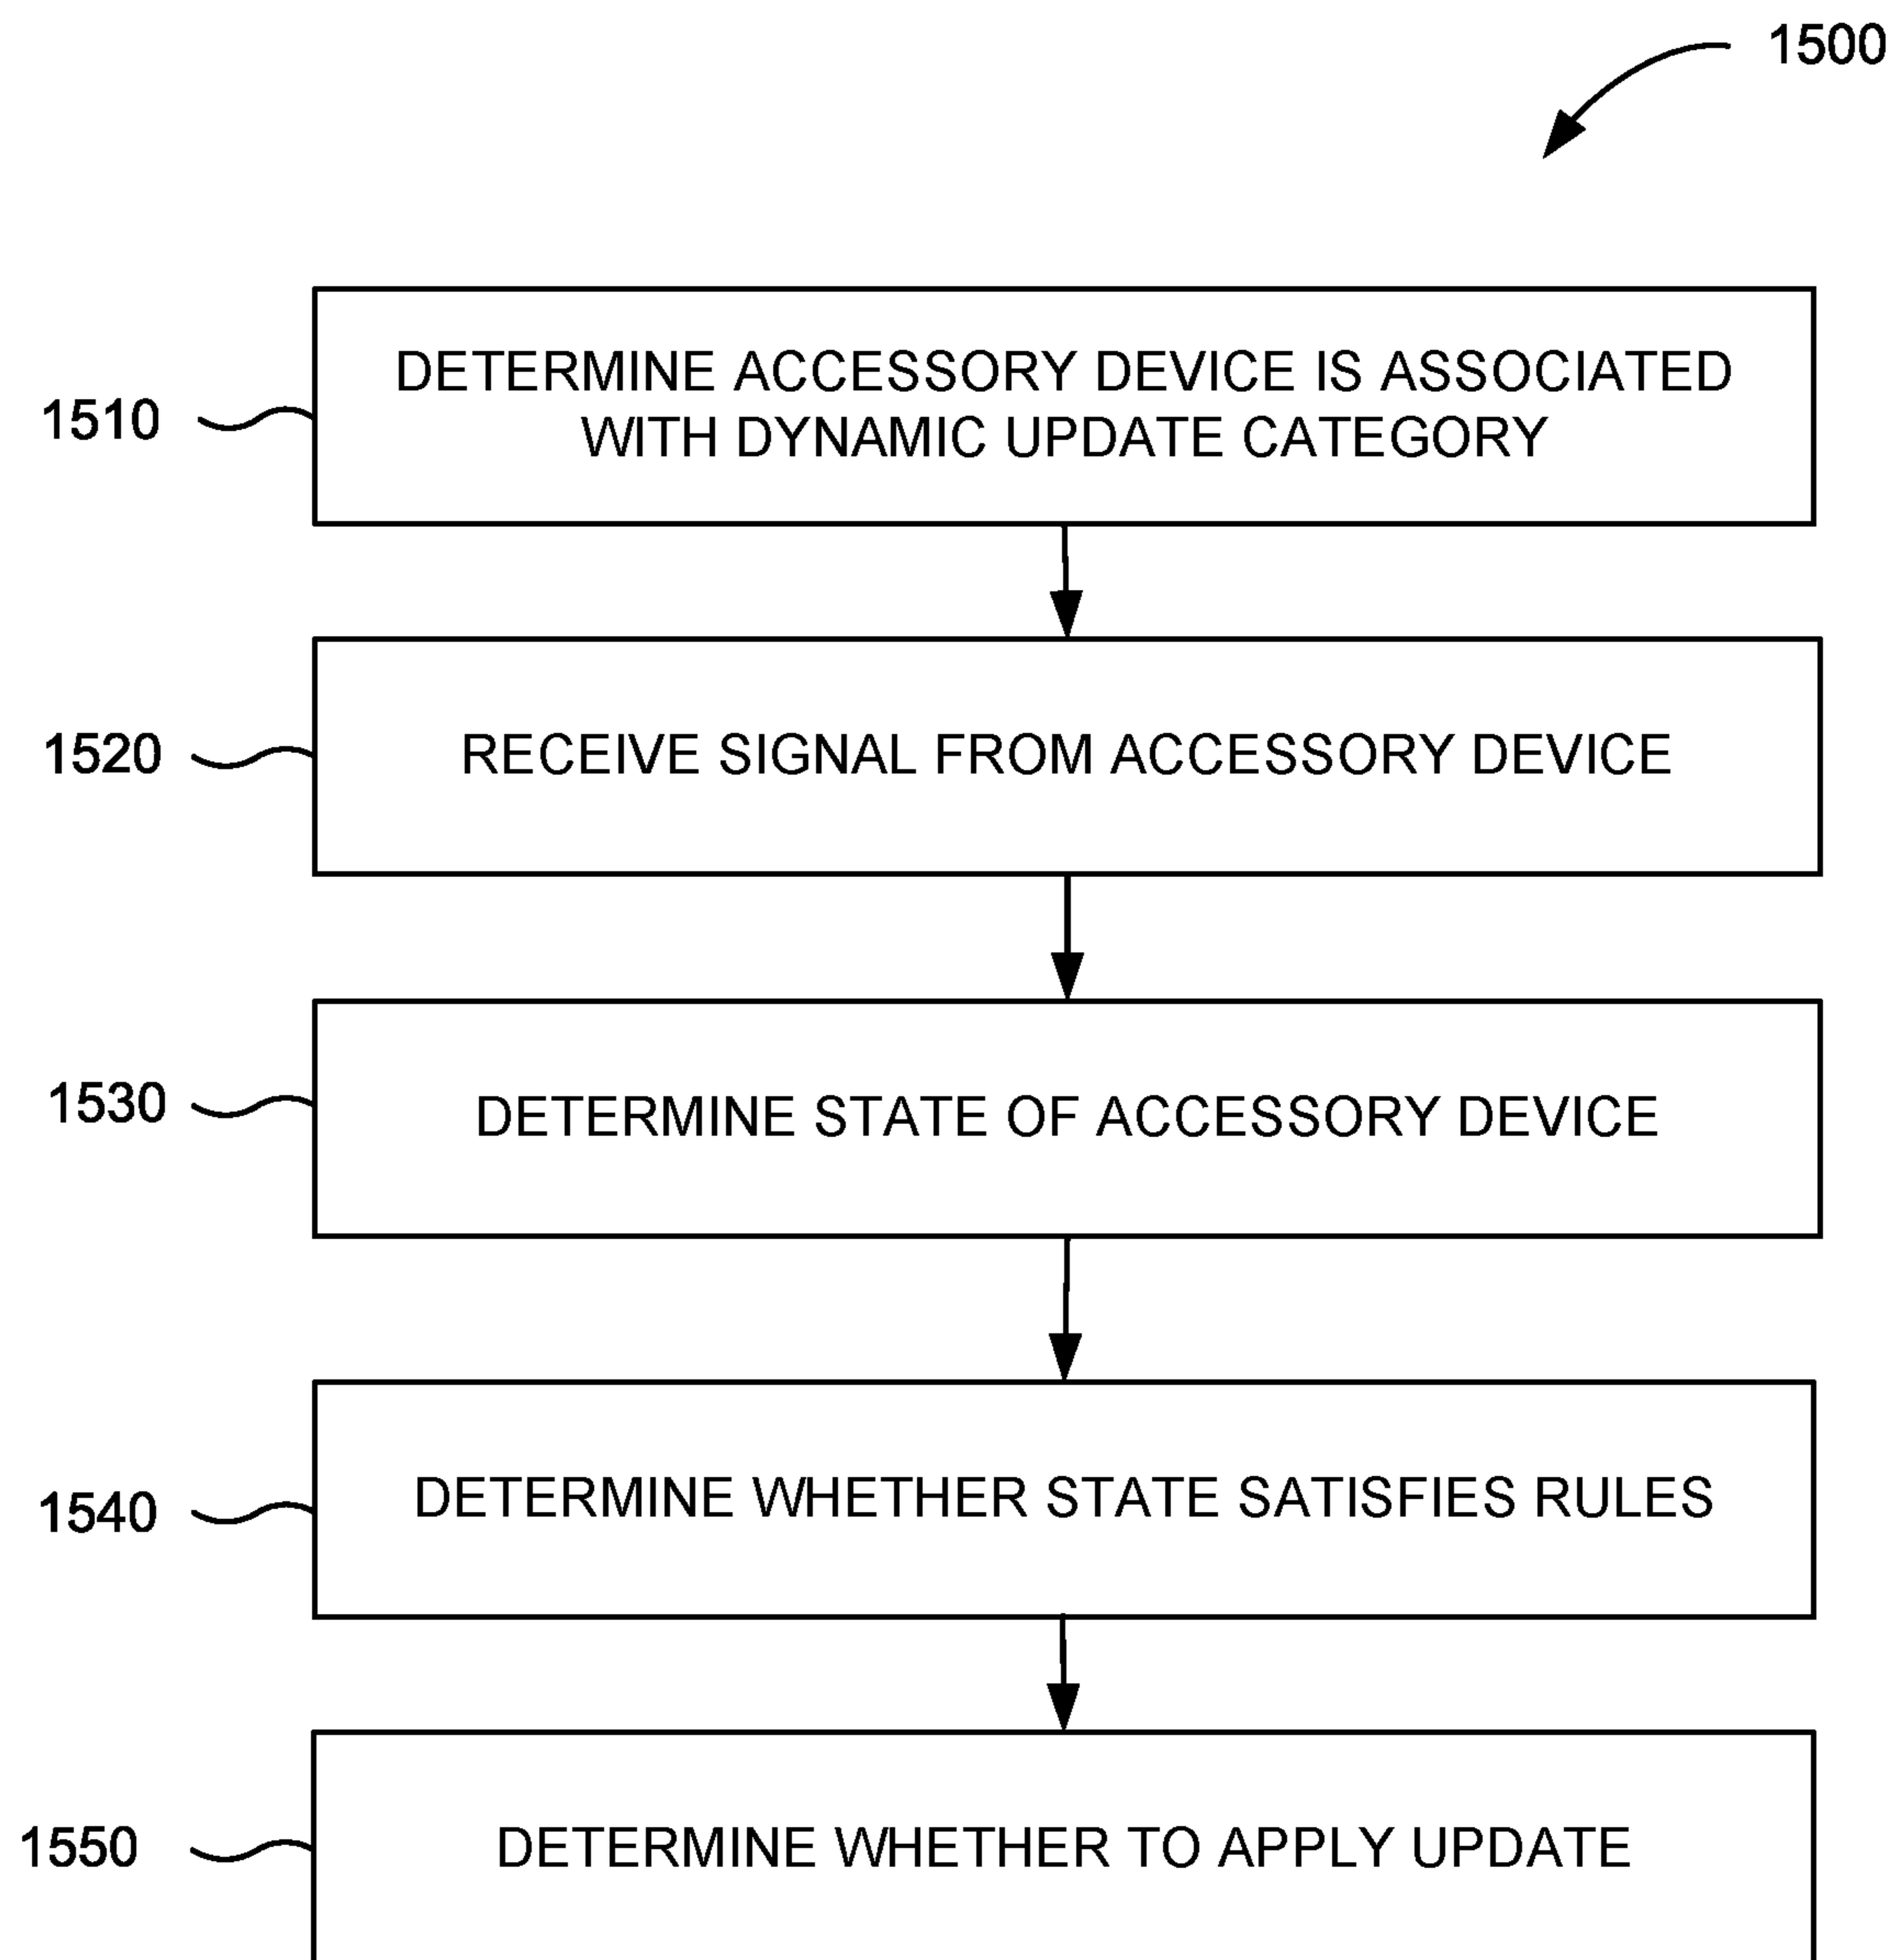 1500
1510
DETERMINE ACCESSORY DEVICE IS ASSOCIATED
WITH DYNAMIC UPDATE CATEGORY
1520
RECEIVE SIGNAL FROM ACCESSORY DEVICE
1530
DETERMINE STATE OF ACCESSORY DEVICE
1540
DETERMINE WHETHER STATE SATISFIES RULES
1550
DETERMINE WHETHER TO APPLY UPDATE